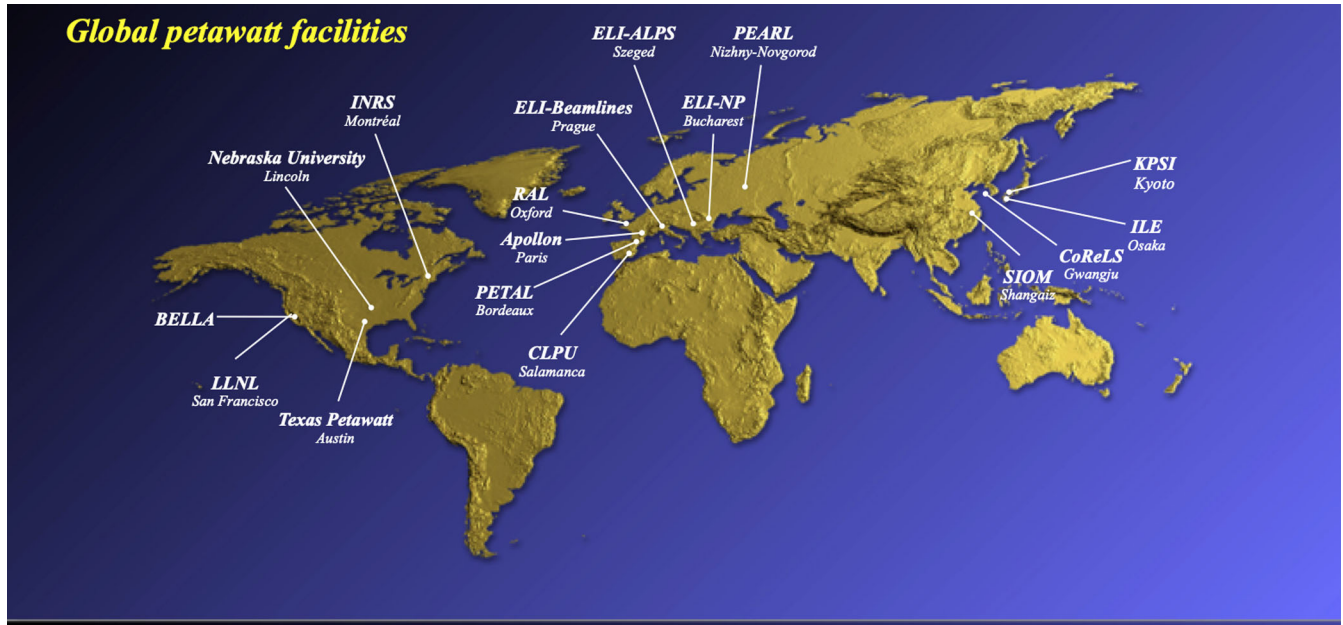 Global petawatt facilities
ELI-ALPS
Szeged
PEARL
Nizhny-Novgorod
INRS
Montréal
ELI-Beamlines
Prague
ELI-NP
Bucharest
Nebraska University
Lincoln
KPSI
Kyoto
RAL
Oxford
ILE
Osaka
Apollon
Paris
CoReLS
Gwangju
SIOM
Shangaiz
PETAL
Bordeaux
BELLA
CLPU
Salamanca
LLNL
San Francisco
Texas Petawatt
Austin